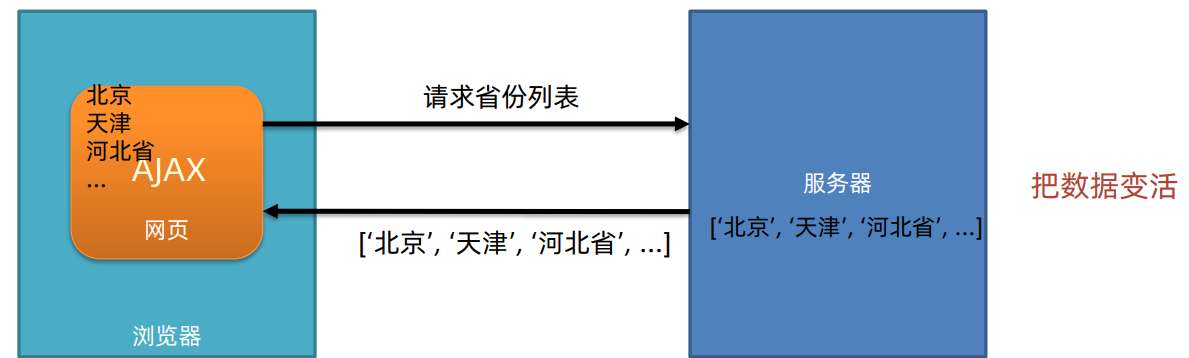 北京
天津
河北省
...
AJAX
网页
浏览器
请求省份列表
[‘北京’, ‘天津’, ‘河北省’, ...]
服务器
[‘北京’, ‘天津’, ‘河北省’, ...]
把数据变活